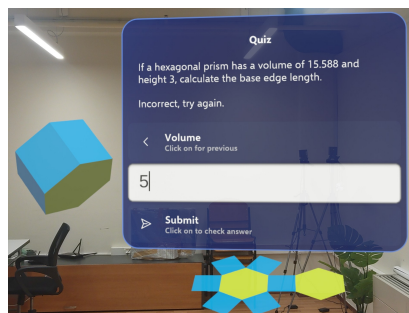 Quiz
If a hexagonal prism has a volume of 15.588 and
height 3, calculate the base edge length.
Incorrect, try again.
Volume
Click on for previous
5
Submit
Click on to check answer